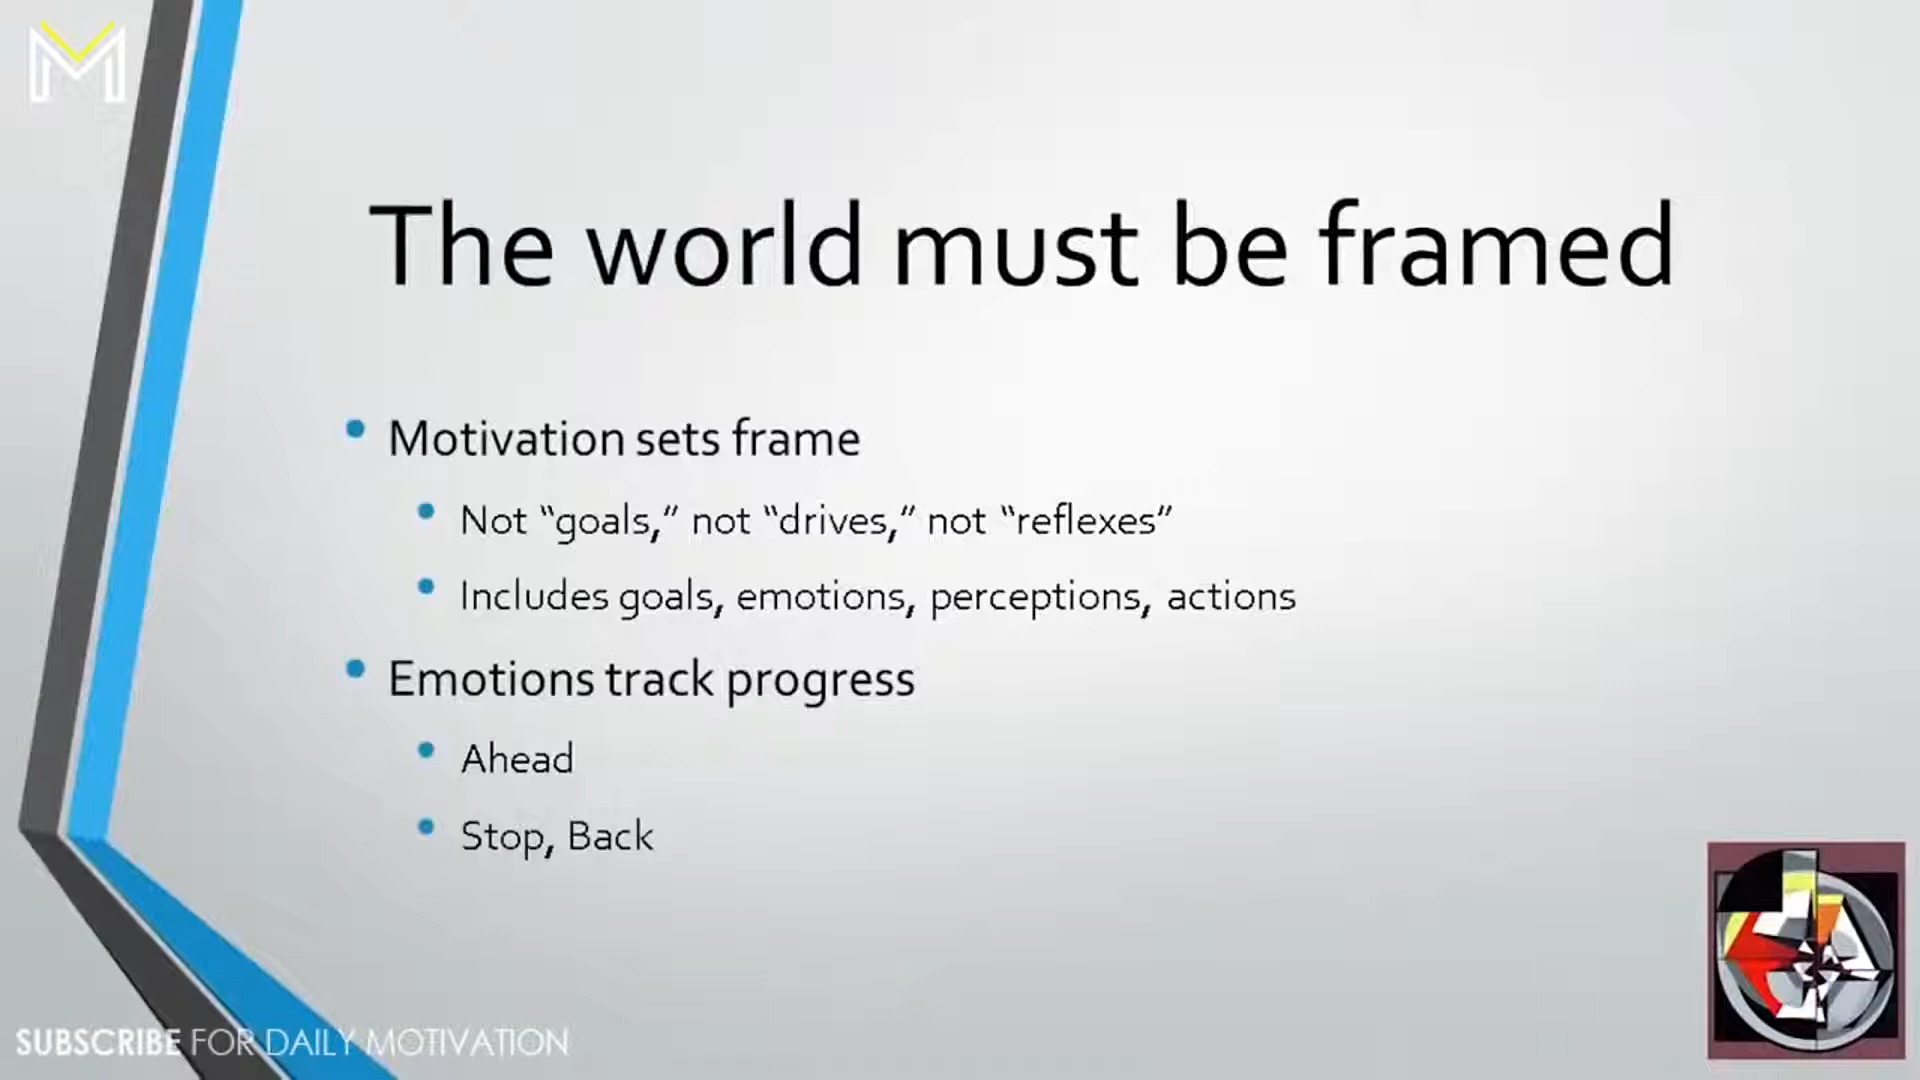 The world must be framed
Motivation sets frame
Not “goals,” not “drives,” not “reflexes”
Includes goals, emotions, perceptions, actions
Emotions track progress
Ahead
Stop, Back
SUBSCRIBE FOR DAILY MOTIVATION